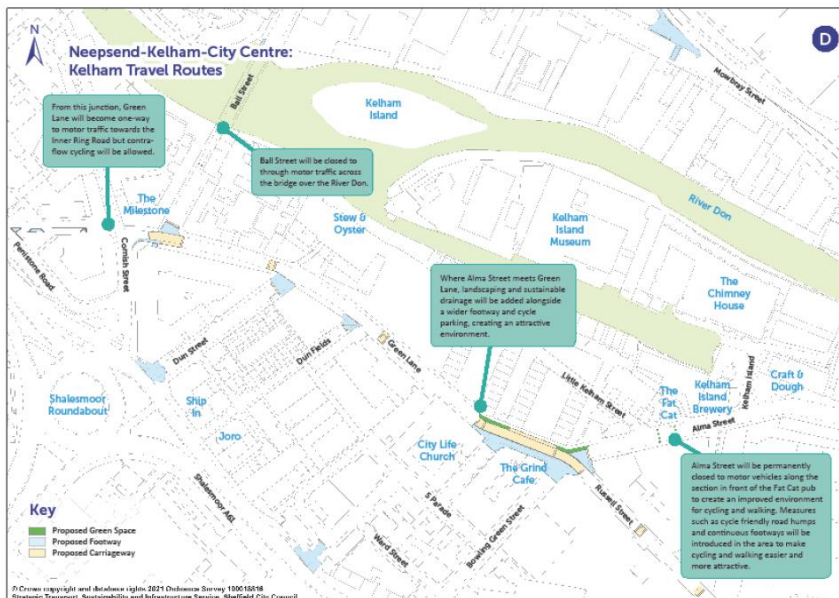 N
Neepsend-Kelham-City Centre:
Kelham Travel Routes
D
Ball Street
Mowbray Street
From this junction, Green
Lane will become one-way
to motor traffic towards the
Inner Ring Road but contra-
flow cycling will be allowed.
Kelham
Island
Ball Street will be closed to
through motor traffic across
the bridge over the River Don.
The
Milestone
Stew &
Oyster
River Don
Kelham
Island
Museum
Penistone Road
Cornish Street
Where Alma Street meets Green
Lane, landscaping and sustainable
drainage will be added alongside
a wider footway and cycle
parking, creating an attractive
environment.
The
Chimney
House
Dun Street
Dun Fields
Green Lane
Little Kelham Street
Kelham Island
Craft &
Dough
The
Fat
Cat
Kelham
Island
Brewery
Alma Street
Shalesmoor
Roundabout
Ship
In
Joro
City Life
Church
The Grind
Cafe
Russell Street
Alma Street will be permanently
closed to motor vehicles along the
section in front of the Fat Cat pub
to create an improved environment
for cycling and walking. Measures
such as cycle friendly road humps
and continuous footways will be
introduced in the area to make
cycling and walking easier and
more attractive.
Shalesmoor A61
S Parade
Ward Street
Bowling Green Street
Key
Proposed Green Space
Proposed Footway
Proposed Carriageway
© Crown copyright and database rights 2021 Ordnance Survey 100018816
Strategic Transport, Sustainability and Infrastructure Service, Sheffield City Council